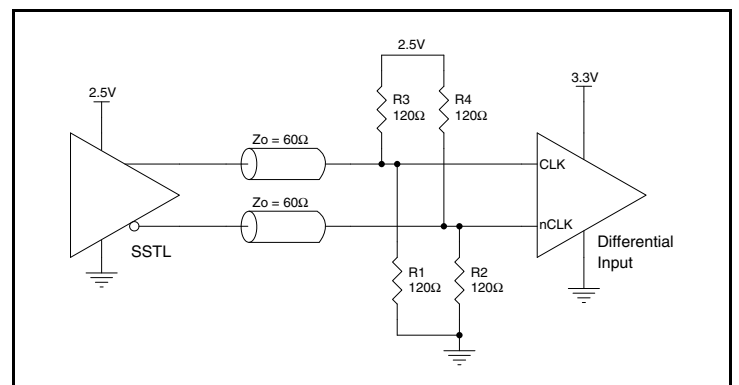 2.5V
2.5V
3.3V
R3
120Ω
R4
120Ω
Zo = 60Ω
CLK
Zo = 60Ω
nCLK
SSTL
Differential
Input
R1
120Ω
R2
120Ω